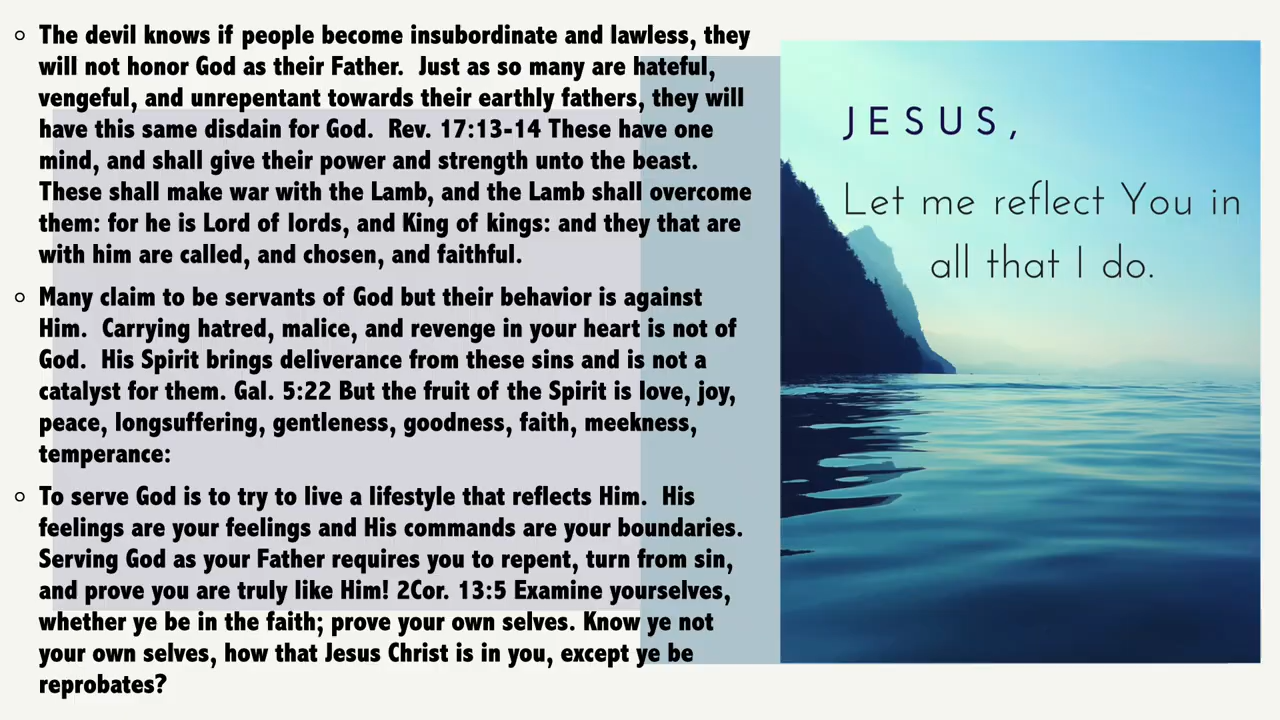 The devil knows if people become insubordinate and lawless, they
will not honor God as their Father.  Just as so many are hateful,
vengeful, and unrepentant towards their earthly fathers, they will
have this same disdain for God.  Rev. 17:13-14 These have one
mind, and shall give their power and strength unto the beast.
These shall make war with the Lamb, and the Lamb shall overcome
them: for he is Lord of lords, and King of kings: and they that are
with him are called, and chosen, and faithful.
Many claim to be servants of God but their behavior is against
Him.  Carrying hatred, malice, and revenge in your heart is not of
God.  His Spirit brings deliverance from these sins and is not a
catalyst for them. Gal. 5:22 But the fruit of the Spirit is love, joy,
peace, longsuffering, gentleness, goodness, faith, meekness,
temperance:
To serve God is to try to live a lifestyle that reflects Him.  His
feelings are your feelings and His commands are your boundaries.
Serving God as your Father requires you to repent, turn from sin,
and prove you are truly like Him! 2Cor. 13:5 Examine yourselves,
whether ye be in the faith; prove your own selves. Know ye not
your own selves, how that Jesus Christ is in you, except ye be
reprobates?
JESUS,
Let me reflect You in
all that I do.